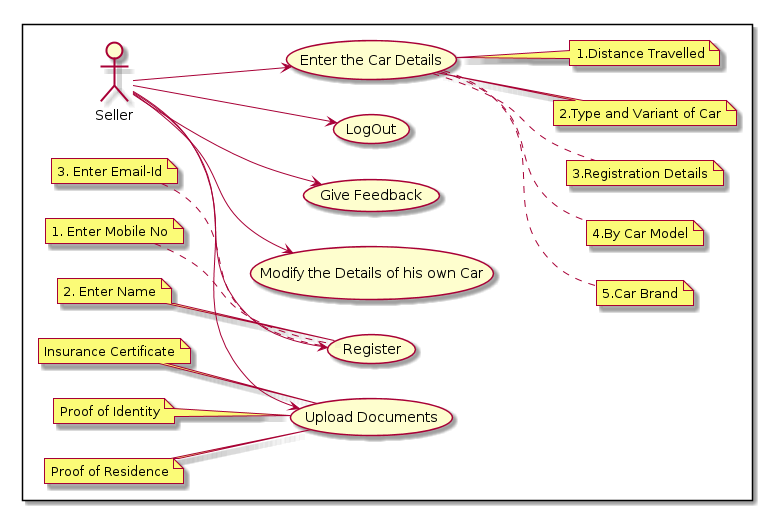 Seller
Enter the Car Details
1.Distance Travelled
2.Type and Variant of Car
LogOut
3. Enter Email-Id
3.Registration Details
Give Feedback
1. Enter Mobile No
4.By Car Model
Modify the Details of his own Car
2. Enter Name
5.Car Brand
Insurance Certificate
Register
Proof of Identity
Upload Documents
Proof of Residence